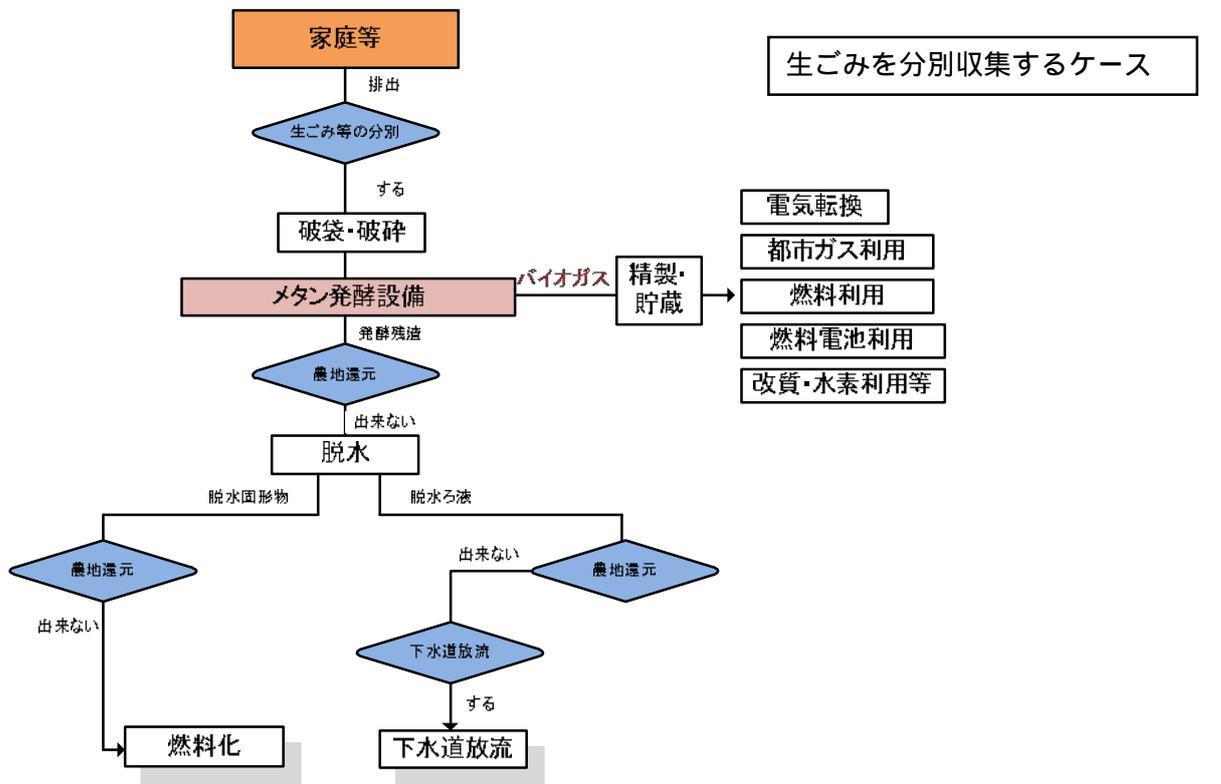 家庭等
生ごみを分別収集するケース
排出
生ごみ等の分別
する
破袋・破砕
メタン発酵設備
バイオガス
精製・
貯蔵
電気転換
都市ガス利用
燃料利用
燃料電池利用
改質・水素利用等
発酵残渣
農地還元
出来ない
脱水
脱水固形物
脱水ろ液
農地還元
出来ない
農地還元
出来ない
下水道放流
する
燃料化
下水道放流